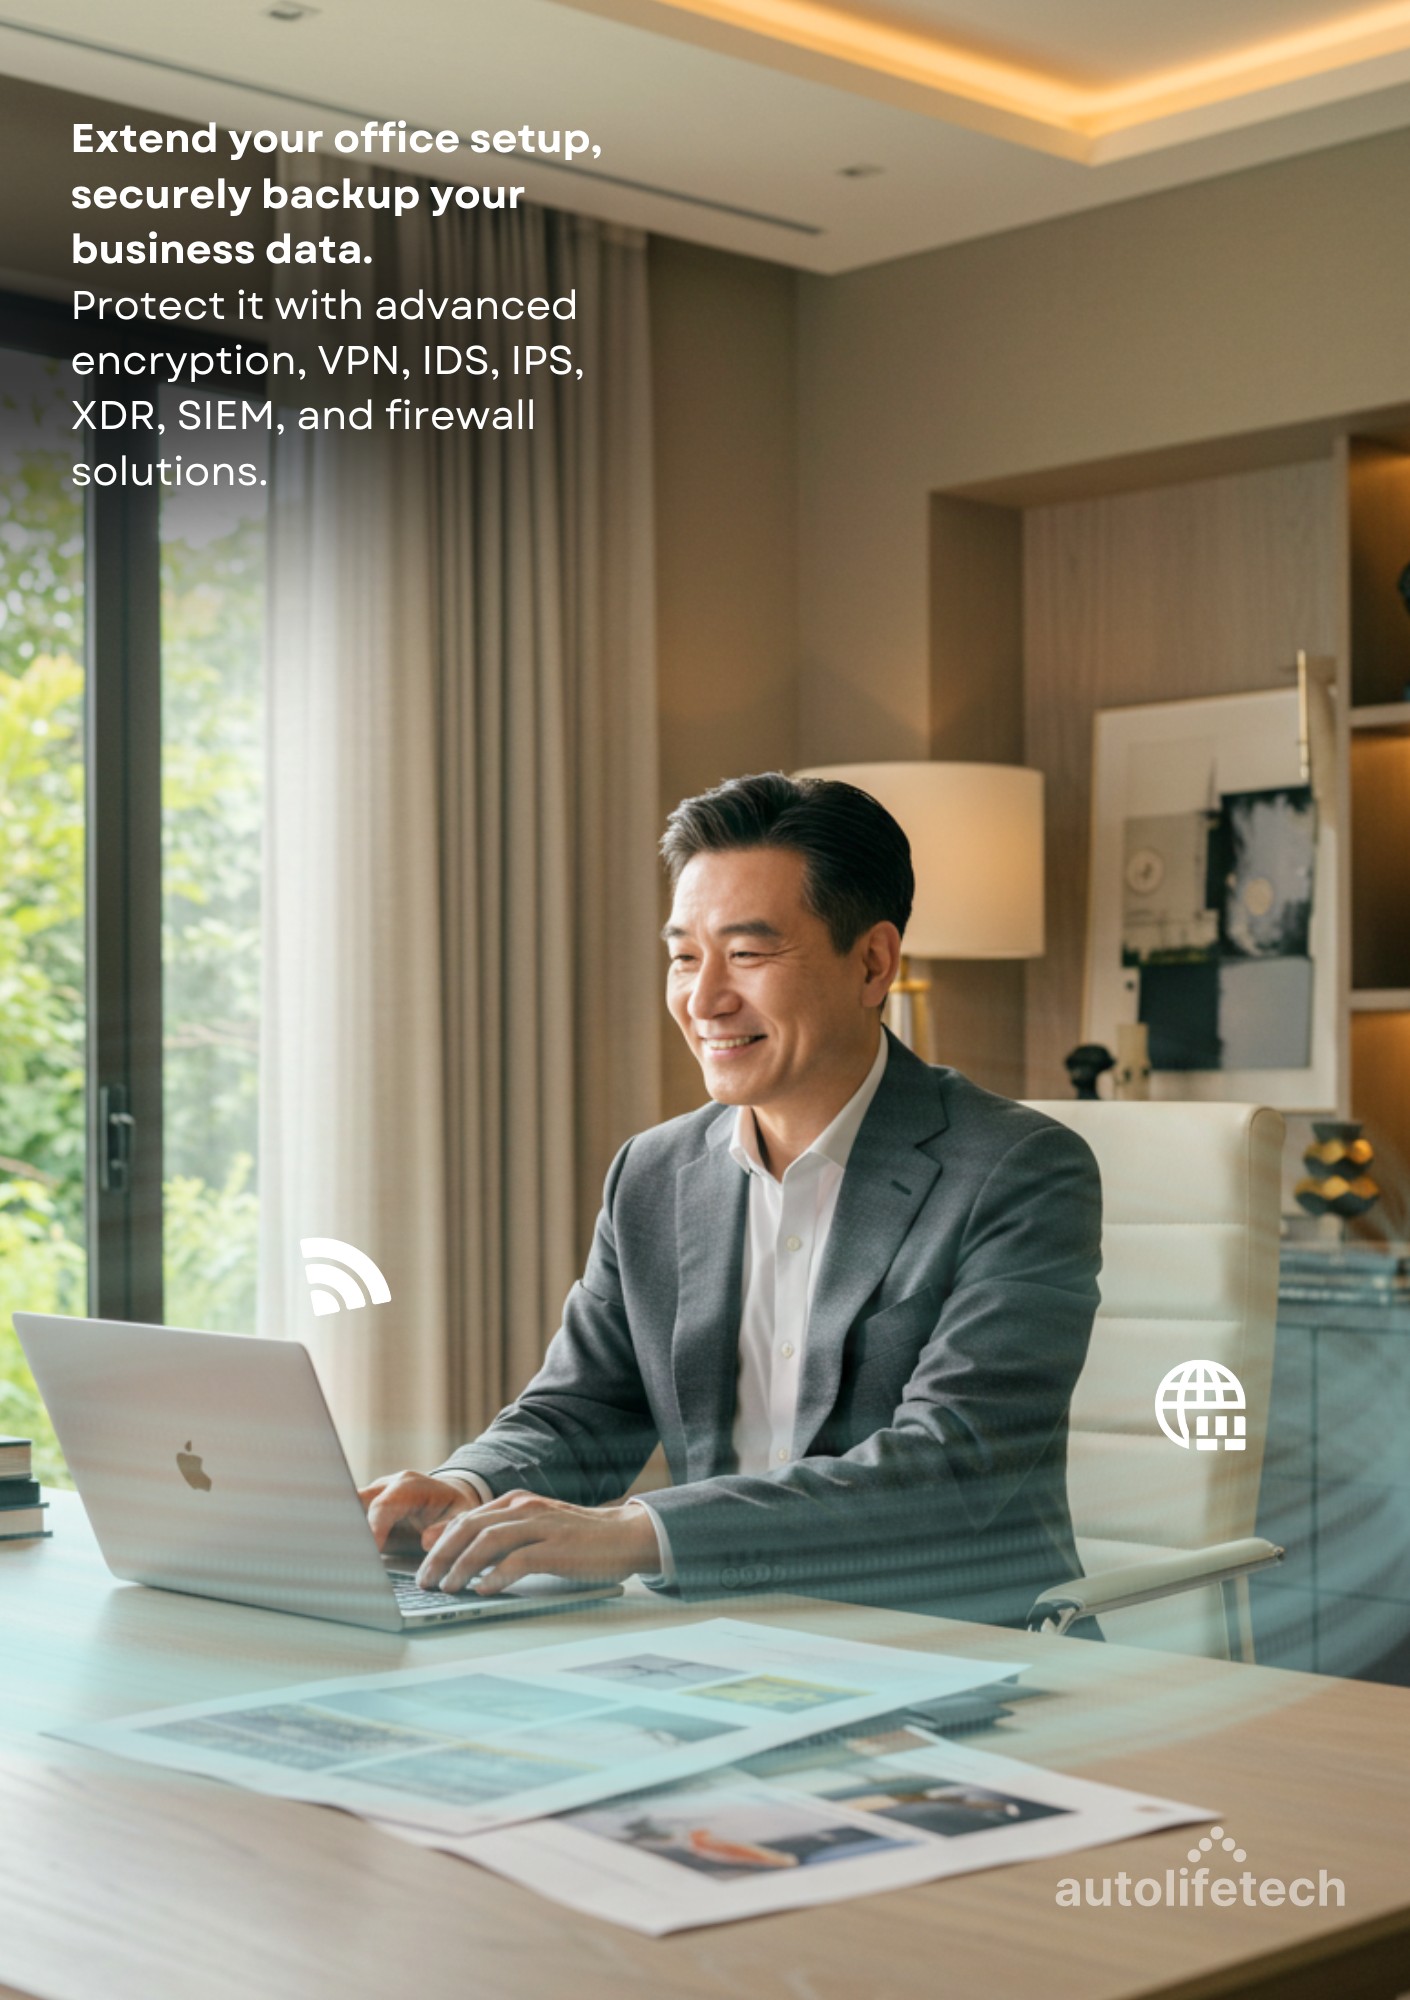 Extend your office setup,
securely backup your
business data.
Protect it with advanced
encryption, VPN, IDS, IPS,
XDR, SIEM, and firewall
solutions.
autolifetech